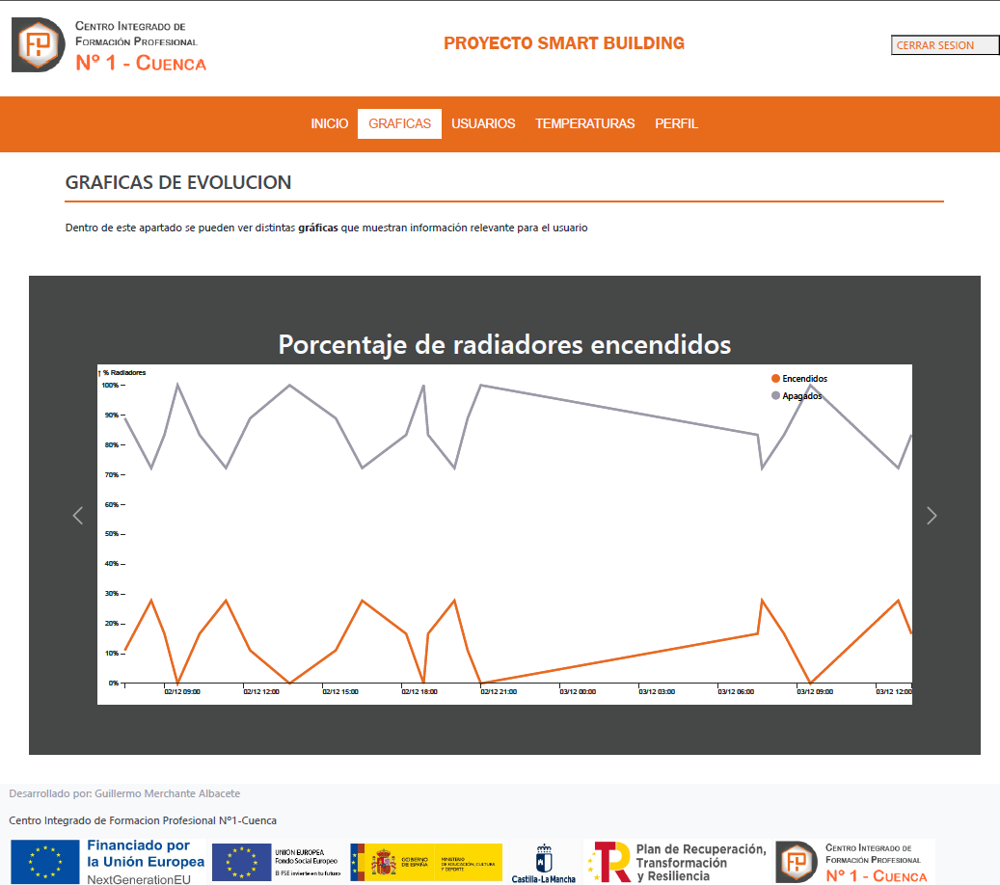 CENTRO INTEGRADO DE
FORMACIÓN PROFESIONAL
Nº 1 - CUENCA
PROYECTO SMART BUILDING
CERRAR SESION
INICIO GRAFICAS USUARIOS TEMPERATURAS PERFIL
GRAFICAS DE EVOLUCION
Dentro de este apartado se pueden ver distintas gráficas que muestran información relevante para el usuario
Porcentaje de radiadores encendidos
↑ % Radiadores
Encendidos
Apagados
100%
90%
80%
70%
60%
50%
40%
30%
20%
10%
0%
02/12 09:00 02/12 12:00 02/12 15:00 02/12 18:00 02/12 21:00 03/12 00:00 03/12 03:00 03/12 06:00 03/12 09:00 03/12 12:00
Desarrollado por: Guillermo Merchante Albacete
Centro Integrado de Formacion Profesional Nº1-Cuenca
Financiado por
la Unión Europea
NextGenerationEU
UNIÓN EUROPEA
Fondo Social Europeo
El FSE invierte en tu futuro
GOBIERNO
DE ESPAÑA
MINISTERIO
DE EDUCACIÓN, CULTURA
Y DEPORTE
Castilla-La Mancha
Plan de Recuperación,
Transformación
y Resiliencia
CENTRO INTEGRADO DE
FORMACIÓN PROFESIONAL
Nº 1 - CUENCA